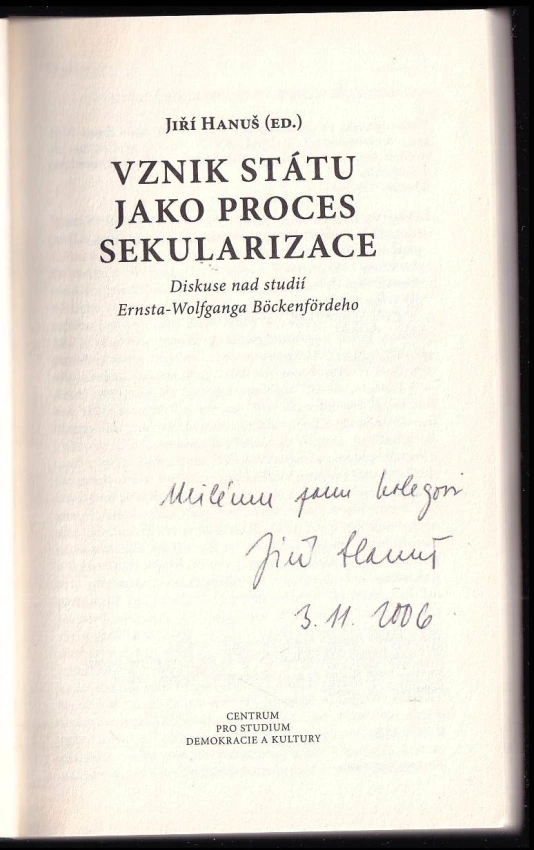 Jiří Hanuš (ed.)
VZNIK STÁTU
JAKO PROCES
SEKULARIZACE
Diskuse nad studií
Ernsta-Wolfganga Böckenfördeho
Milému panu kolegovi
Jiří Hanuš
3. 11. 2006
CENTRUM
PRO STUDIUM
DEMOKRACIE A KULTURY